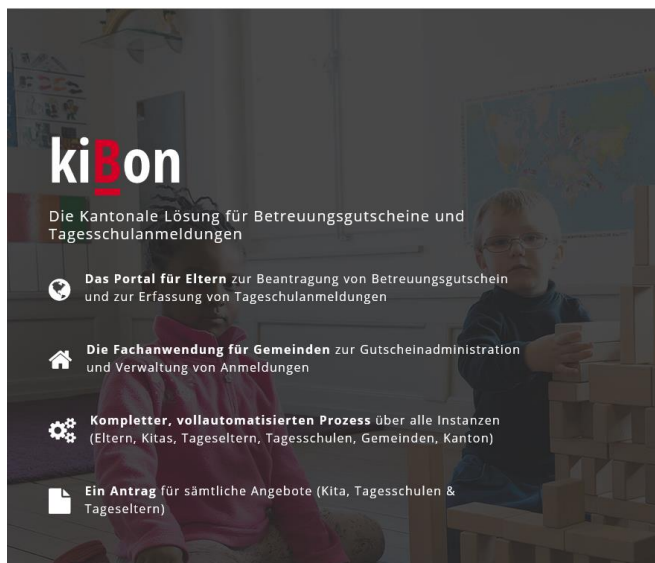 kiBon
Die Kantonale Lösung für Betreuungsgutscheine und
Tagesschulanmeldungen
Das Portal für Eltern zur Beantragung von Betreuungsgutschein
und zur Erfassung von Tageschulanmeldungen
Die Fachanwendung für Gemeinden zur Gutscheinadministration
und Verwaltung von Anmeldungen
Kompletter, vollautomatisierten Prozess über alle Instanzen
(Eltern, Kitas, Tageseltern, Tagesschulen, Gemeinden, Kanton)
Ein Antrag für sämtliche Angebote (Kita, Tagesschulen &
Tageseltern)